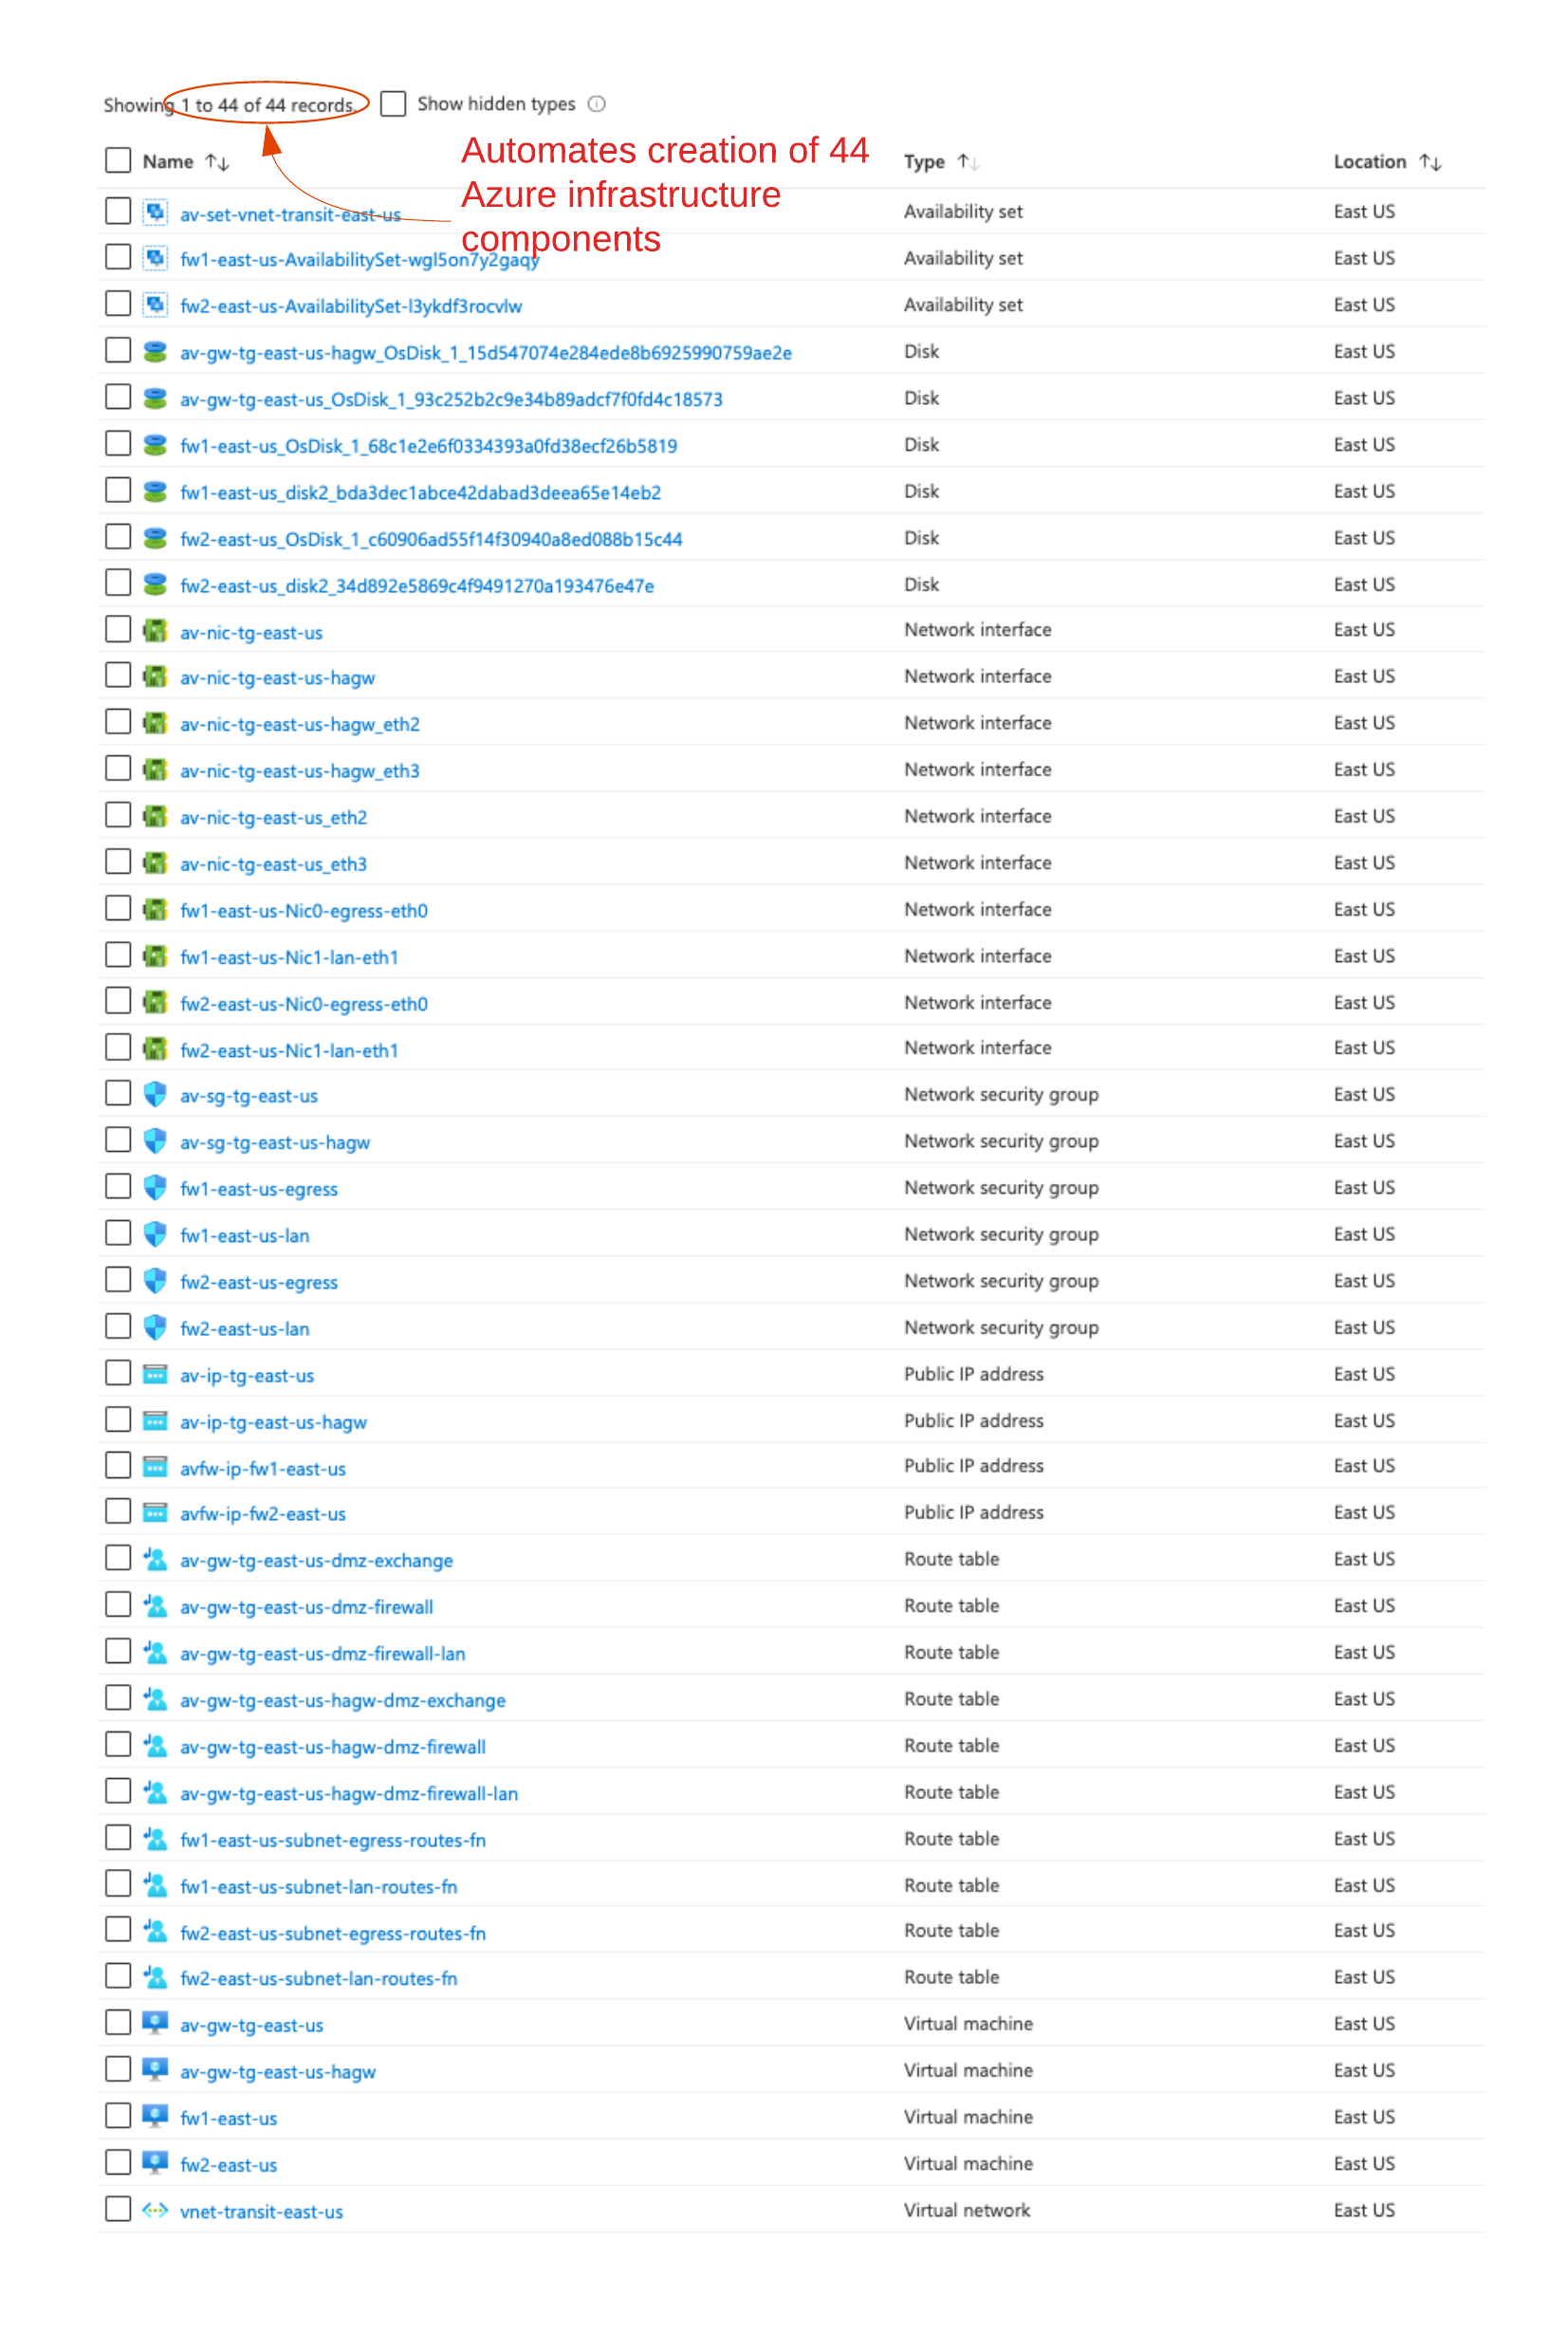 Showing 1 to 44 of 44 records. Show hidden types
Automates creation of 44
Azure infrastructure
components
Name Type Location
av-set-vnet-transit-east-us Availability set East US
fw1-east-us-AvailabilitySet-wgl5on7y2gaqy Availability set East US
fw2-east-us-AvailabilitySet-l3ykdf3rocvlw Availability set East US
av-gw-tg-east-us-hagw_OsDisk_1_15d547074e284ede8b6925990759ae2e Disk East US
av-gw-tg-east-us_OsDisk_1_93c252b2c9e34b89adcf7f0fd4c18573 Disk East US
fw1-east-us_OsDisk_1_68c1e2e6f0334393a0fd38ecf26b5819 Disk East US
fw1-east-us_disk2_bda3dec1abce42dabad3deea65e14eb2 Disk East US
fw2-east-us_OsDisk_1_c60906ad55f14f30940a8ed088b15c44 Disk East US
fw2-east-us_disk2_34d892e5869c4f9491270a193476e47e Disk East US
av-nic-tg-east-us Network interface East US
av-nic-tg-east-us-hagw Network interface East US
av-nic-tg-east-us-hagw_eth2 Network interface East US
av-nic-tg-east-us-hagw_eth3 Network interface East US
av-nic-tg-east-us_eth2 Network interface East US
av-nic-tg-east-us_eth3 Network interface East US
fw1-east-us-Nic0-egress-eth0 Network interface East US
fw1-east-us-Nic1-lan-eth1 Network interface East US
fw2-east-us-Nic0-egress-eth0 Network interface East US
fw2-east-us-Nic1-lan-eth1 Network interface East US
av-sg-tg-east-us Network security group East US
av-sg-tg-east-us-hagw Network security group East US
fw1-east-us-egress Network security group East US
fw1-east-us-lan Network security group East US
fw2-east-us-egress Network security group East US
fw2-east-us-lan Network security group East US
av-ip-tg-east-us Public IP address East US
av-ip-tg-east-us-hagw Public IP address East US
avfw-ip-fw1-east-us Public IP address East US
avfw-ip-fw2-east-us Public IP address East US
av-gw-tg-east-us-dmz-exchange Route table East US
av-gw-tg-east-us-dmz-firewall Route table East US
av-gw-tg-east-us-dmz-firewall-lan Route table East US
av-gw-tg-east-us-hagw-dmz-exchange Route table East US
av-gw-tg-east-us-hagw-dmz-firewall Route table East US
av-gw-tg-east-us-hagw-dmz-firewall-lan Route table East US
fw1-east-us-subnet-egress-routes-fn Route table East US
fw1-east-us-subnet-lan-routes-fn Route table East US
fw2-east-us-subnet-egress-routes-fn Route table East US
fw2-east-us-subnet-lan-routes-fn Route table East US
av-gw-tg-east-us Virtual machine East US
av-gw-tg-east-us-hagw Virtual machine East US
fw1-east-us Virtual machine East US
fw2-east-us Virtual machine East US
vnet-transit-east-us Virtual network East US